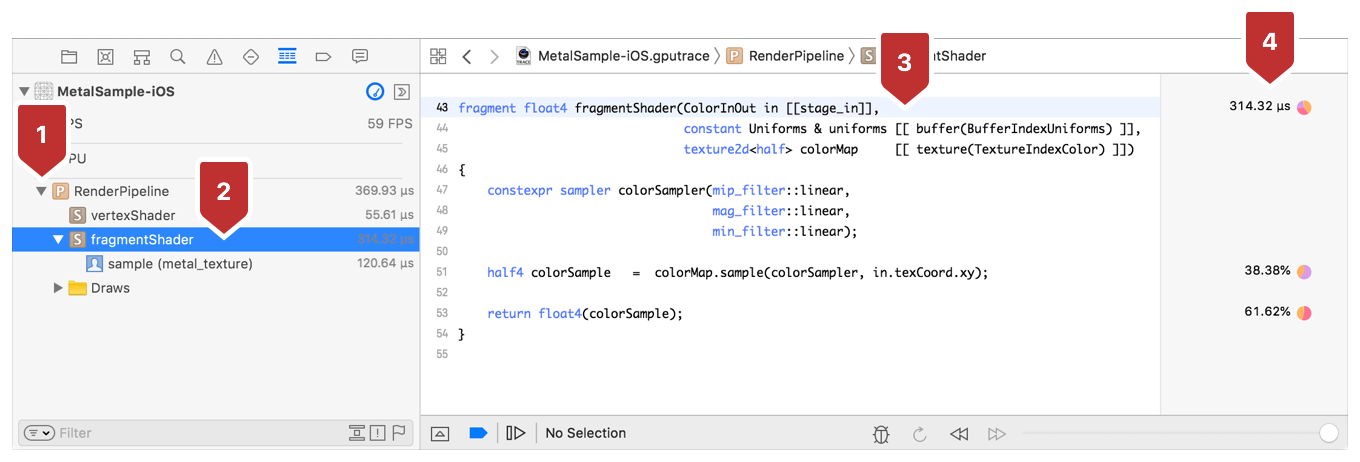 4
MetalSample-iOS.gputrace RenderPipeline
3
MetalSample-iOS
1
59 FPS
RenderPipeline 369.93 µs
2
vertexShader 55.61 µs
fragmentShader 314.32 µs
sample (metal_texture) 120.64 µs
Draws
Filter
43 fragment float4 fragmentShader(ColorInOut in [[stage_in]], 314.32 µs
44 constant Uniforms & uniforms [[ buffer(BufferIndexUniforms) ]],
45 texture2d<half> colorMap [[ texture(TextureIndexColor) ]])
46 {
47 constexpr sampler colorSampler(mip_filter::linear,
48 mag_filter::linear,
49 min_filter::linear);
50
51 half4 colorSample = colorMap.sample(colorSampler, in.texCoord.xy); 38.38%
52
53 return float4(colorSample); 61.62%
54 }
55
No Selection